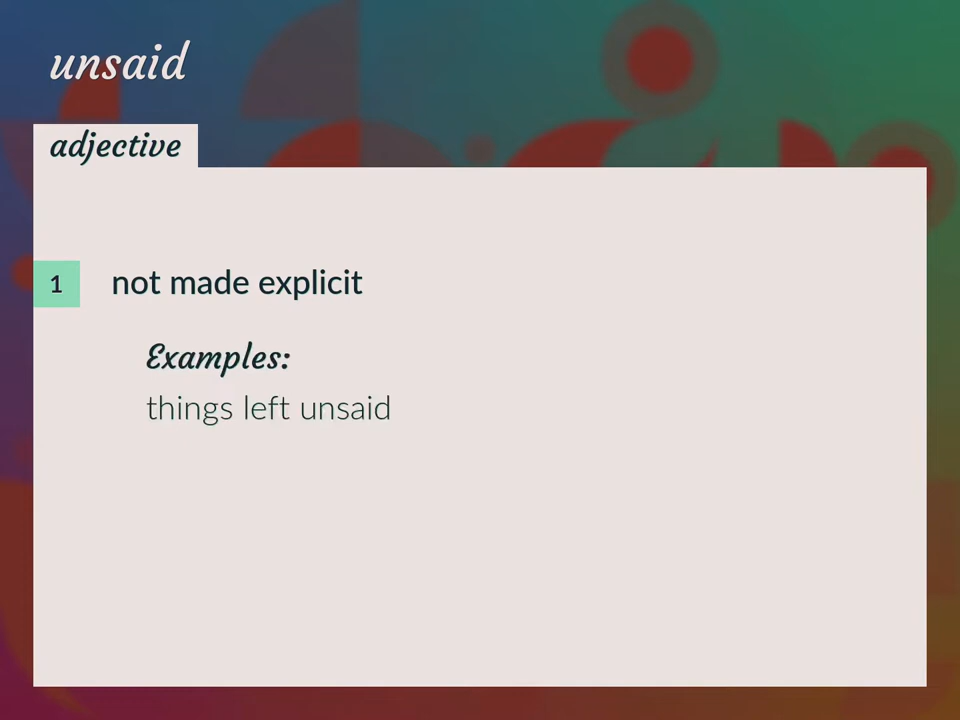 unsaid
adjective
1 not made explicit
Examples:
things left unsaid